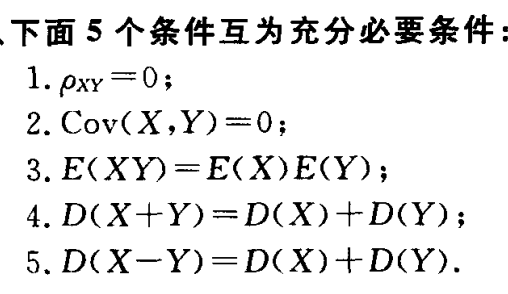 、下面 5 个条件互为充分必要条件：
1. ρXY＝0；
2. Cov(X,Y)＝0；
3. E(XY)＝E(X)E(Y)；
4. D(X＋Y)＝D(X)＋D(Y)；
5. D(X－Y)＝D(X)＋D(Y).